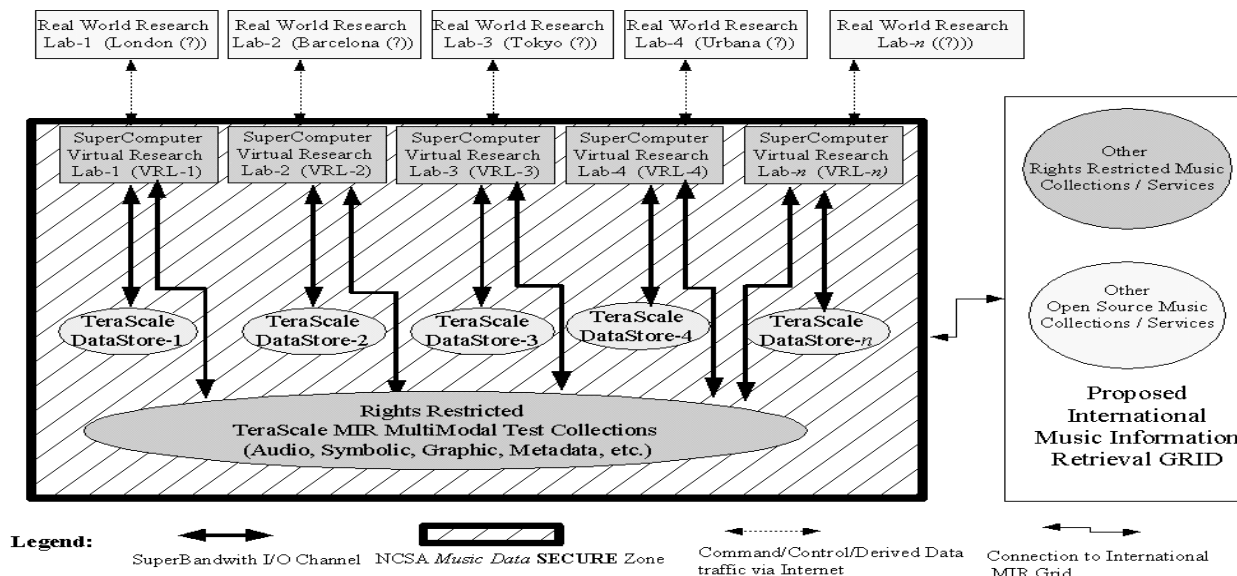 Real World Research
Lab-1 (London (?))
Real World Research
Lab-2 (Barcelona (?))
Real World Research
Lab-3 (Tokyo (?))
Real World Research
Lab-4 (Urbana (?))
Real World Research
Lab-n ((?)))
SuperComputer
Virtual Research
Lab-1 (VRL-1)
SuperComputer
Virtual Research
Lab-2 (VRL-2)
SuperComputer
Virtual Research
Lab-3 (VRL-3)
SuperComputer
Virtual Research
Lab-4 (VRL-4)
SuperComputer
Virtual Research
Lab-n (VRL-n)
TeraScale
DataStore-1
TeraScale
DataStore-2
TeraScale
DataStore-3
TeraScale
DataStore-4
TeraScale
DataStore-n
Rights Restricted
TeraScale MIR MultiModal Test Collections
(Audio, Symbolic, Graphic, Metadata, etc.)
Other
Rights Restricted Music
Collections / Services
Other
Open Source Music
Collections / Services
Proposed
International
Music Information
Retrieval GRID
Legend:
SuperBandwith I/O Channel
NCSA Music Data SECURE Zone
Command/Control/Derived Data
traffic via Internet
Connection to International
MIR Grid